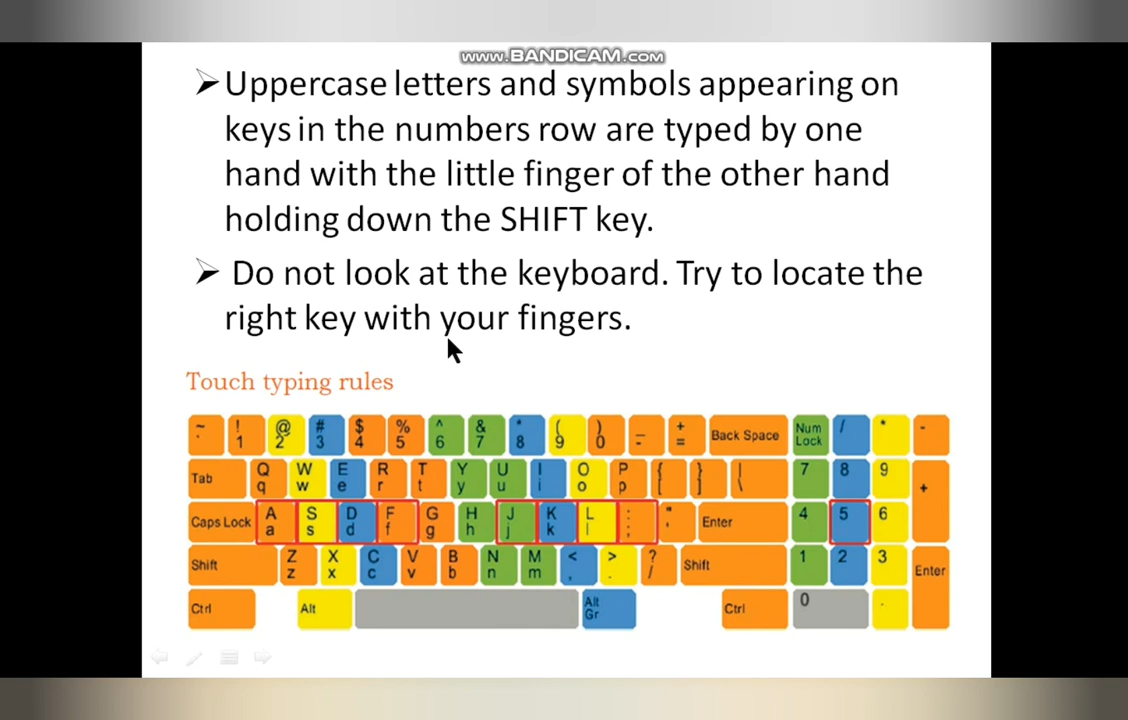 www.BANDICAM.com
➢Uppercase letters and symbols appearing on
keys in the numbers row are typed by one
hand with the little finger of the other hand
holding down the SHIFT key.
➢ Do not look at the keyboard. Try to locate the
right key with your fingers.
Touch typing rules
~ ! @ # $ % ^ & * ( ) _ + Back Space Num Lock / * -
1 2 3 4 5 6 7 8 9 0 - =
Tab Q W E R T Y U I O P { } | 7 8 9 +
q w e r t y u i o p [ ] \
Caps Lock A S D F G H J K L : " Enter 4 5 6
a s d f g h j k l ; '
Shift Z X C V B N M < > ? Shift 1 2 3 Enter
z x c v b n m , . /
Ctrl Alt Alt Gr Ctrl 0 .